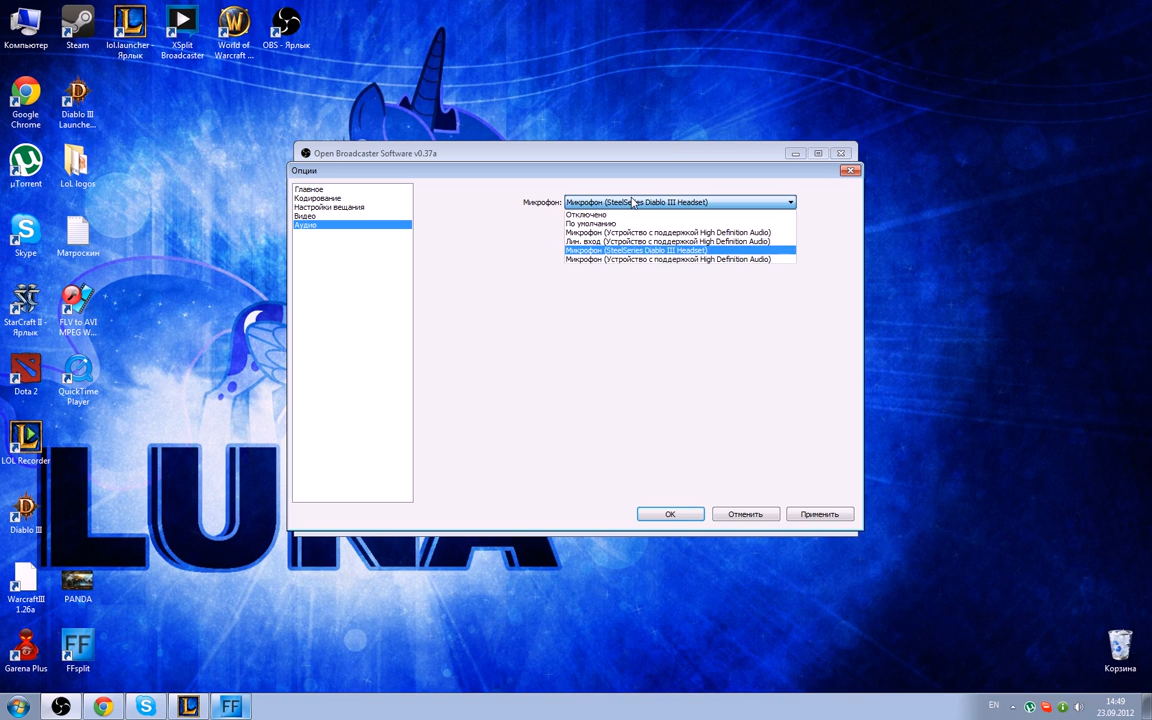 Компьютер
Steam
lol.launcher - Ярлык
XSplit Broadcaster
World of Warcraft ...
OBS - Ярлык
Google Chrome
Diablo III Launche...
µTorrent
LoL logos
Skype
Матроскин
StarCraft II - Ярлык
FLV to AVI MPEG W...
Dota 2
QuickTime Player
LOL Recorder
Diablo III
WarcraftIII 1.26a
PANDA
Garena Plus
FFsplit
Корзина
LUNA
Open Broadcaster Software v0.37a
Опции
Главное
Кодирование
Настройки вещания
Видео
Аудио
Микрофон:
Микрофон (SteelSeries Diablo III Headset)
Отключено
По умолчанию
Микрофон (Устройство с поддержкой High Definition Audio)
Лин. вход (Устройство с поддержкой High Definition Audio)
Микрофон (SteelSeries Diablo III Headset)
Микрофон (Устройство с поддержкой High Definition Audio)
OK
Отменить
Применить
FF
EN
14:49
23.09.2012